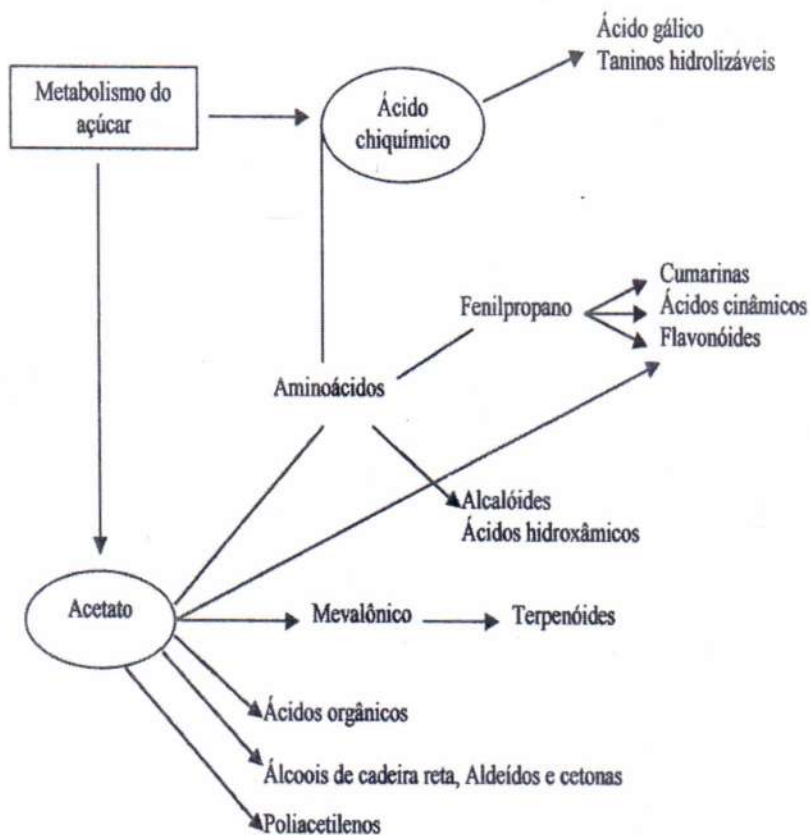 Ácido gálico
Taninos hidrolizáveis
Metabolismo do
açúcar
Ácido
chiquímico
Cumarinas
Fenilpropano
Ácidos cinâmicos
Flavonóides
Aminoácidos
Alcalóides
Ácidos hidroxâmicos
Acetato
Mevalônico
Terpenóides
Ácidos orgânicos
Álcoois de cadeira reta, Aldeídos e cetonas
Poliacetilenos